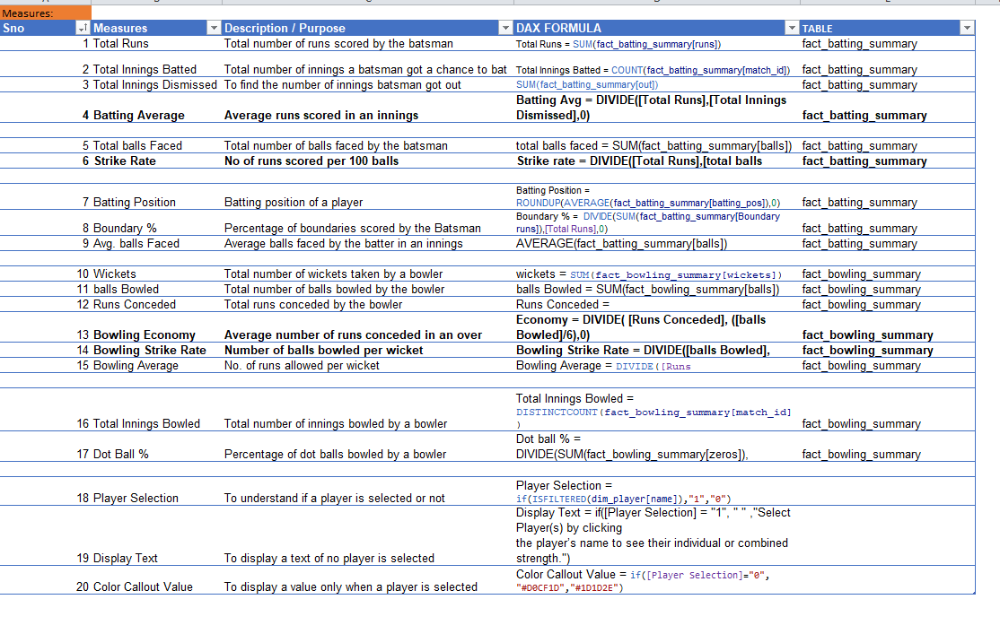 Measures:
Sno Measures Description / Purpose DAX FORMULA TABLE
1 Total Runs Total number of runs scored by the batsman Total Runs = SUM(fact_batting_summary[runs]) fact_batting_summary
2 Total Innings Batted Total number of innings a batsman got a chance to bat Total Innings Batted = COUNT(fact_batting_summary[match_id]) fact_batting_summary
3 Total Innings Dismissed To find the number of innings batsman got out SUM(fact_batting_summary[out]) fact_batting_summary
Batting Avg = DIVIDE([Total Runs],[Total Innings
4 Batting Average Average runs scored in an innings Dismissed],0) fact_batting_summary
5 Total balls Faced Total number of balls faced by the batsman total balls faced = SUM(fact_batting_summary[balls]) fact_batting_summary
6 Strike Rate No of runs scored per 100 balls Strike rate = DIVIDE([Total Runs],[total balls fact_batting_summary
Batting Position =
7 Batting Position Batting position of a player ROUNDUP(AVERAGE(fact_batting_summary[batting_pos]),0) fact_batting_summary
Boundary % = DIVIDE(SUM(fact_batting_summary[Boundary
8 Boundary % Percentage of boundaries scored by the Batsman runs]),[Total Runs],0) fact_batting_summary
9 Avg. balls Faced Average balls faced by the batter in an innings AVERAGE(fact_batting_summary[balls]) fact_batting_summary
10 Wickets Total number of wickets taken by a bowler wickets = SUM(fact_bowling_summary[wickets]) fact_bowling_summary
11 balls Bowled Total number of balls bowled by the bowler balls Bowled = SUM(fact_bowling_summary[balls]) fact_bowling_summary
12 Runs Conceded Total runs conceded by the bowler Runs Conceded = fact_bowling_summary
Economy = DIVIDE( [Runs Conceded], ([balls
13 Bowling Economy Average number of runs conceded in an over Bowled]/6),0) fact_bowling_summary
14 Bowling Strike Rate Number of balls bowled per wicket Bowling Strike Rate = DIVIDE([balls Bowled], fact_bowling_summary
15 Bowling Average No. of runs allowed per wicket Bowling Average = DIVIDE([Runs fact_bowling_summary
Total Innings Bowled =
DISTINCTCOUNT(fact_bowling_summary[match_id]
16 Total Innings Bowled Total number of innings bowled by a bowler ) fact_bowling_summary
Dot ball % =
17 Dot Ball % Percentage of dot balls bowled by a bowler DIVIDE(SUM(fact_bowling_summary[zeros]), fact_bowling_summary
Player Selection =
18 Player Selection To understand if a player is selected or not if(ISFILTERED(dim_player[name]),"1","0")
Display Text = if([Player Selection] = "1", " " ,"Select
Player(s) by clicking
the player's name to see their individual or combined
19 Display Text To display a text of no player is selected strength.")
Color Callout Value = if([Player Selection]="0",
20 Color Callout Value To display a value only when a player is selected "#D0CF1D","#1D1D2E")